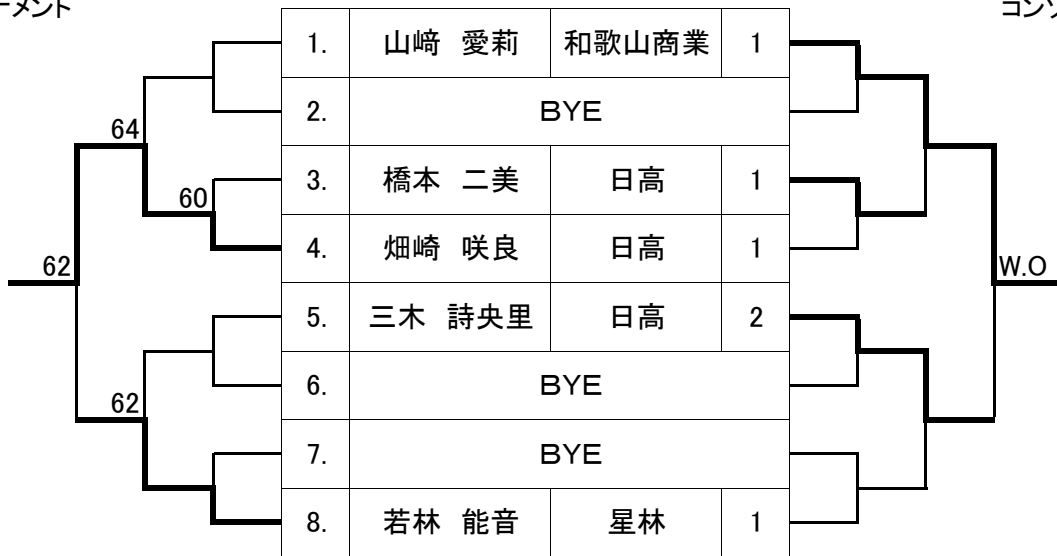 ーメント
コンソ
1. 山﨑 愛莉 和歌山商業 1
2. BYE
64
3. 橋本 二美 日高 1
60
4. 畑崎 咲良 日高 1
62
W.O
5. 三木 詩央里 日高 2
6. BYE
62
7. BYE
8. 若林 能音 星林 1